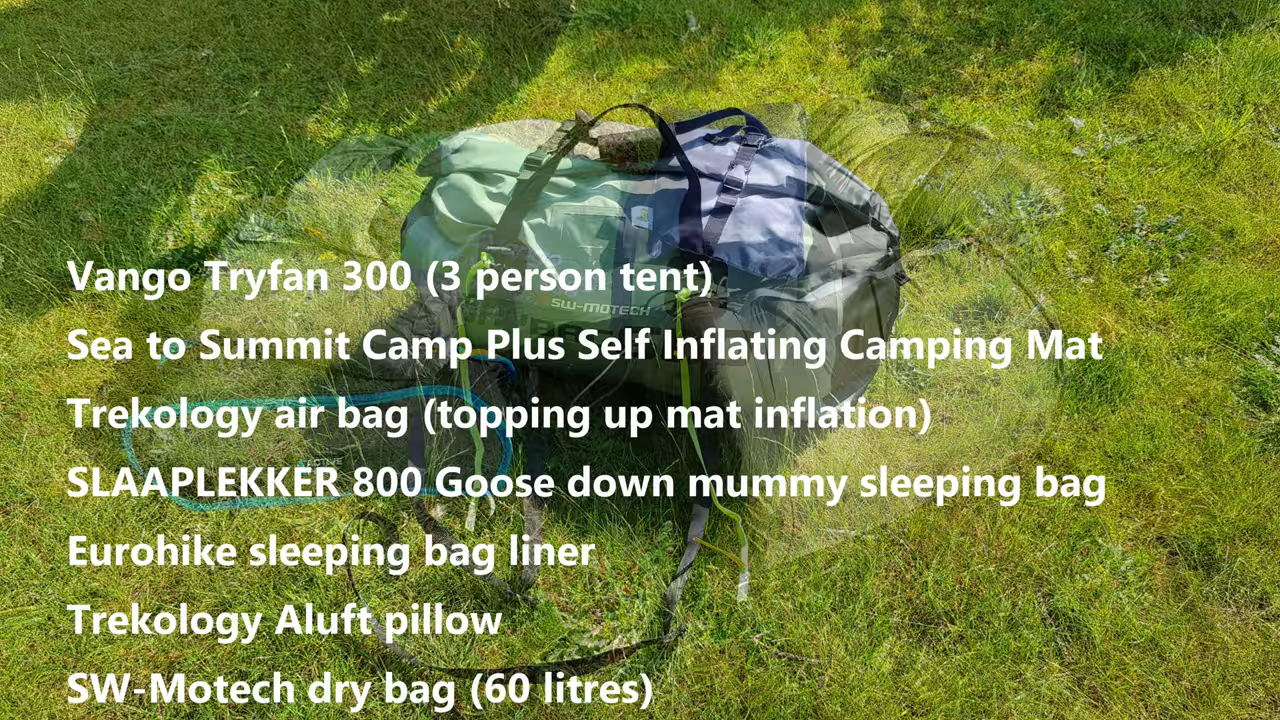 SW-MOTECH
Vango Tryfan 300 (3 person tent)
Sea to Summit Camp Plus Self Inflating Camping Mat
Trekology air bag (topping up mat inflation)
SLAAPLEKKER 800 Goose down mummy sleeping bag
Eurohike sleeping bag liner
Trekology Aluft pillow
SW-Motech dry bag (60 litres)